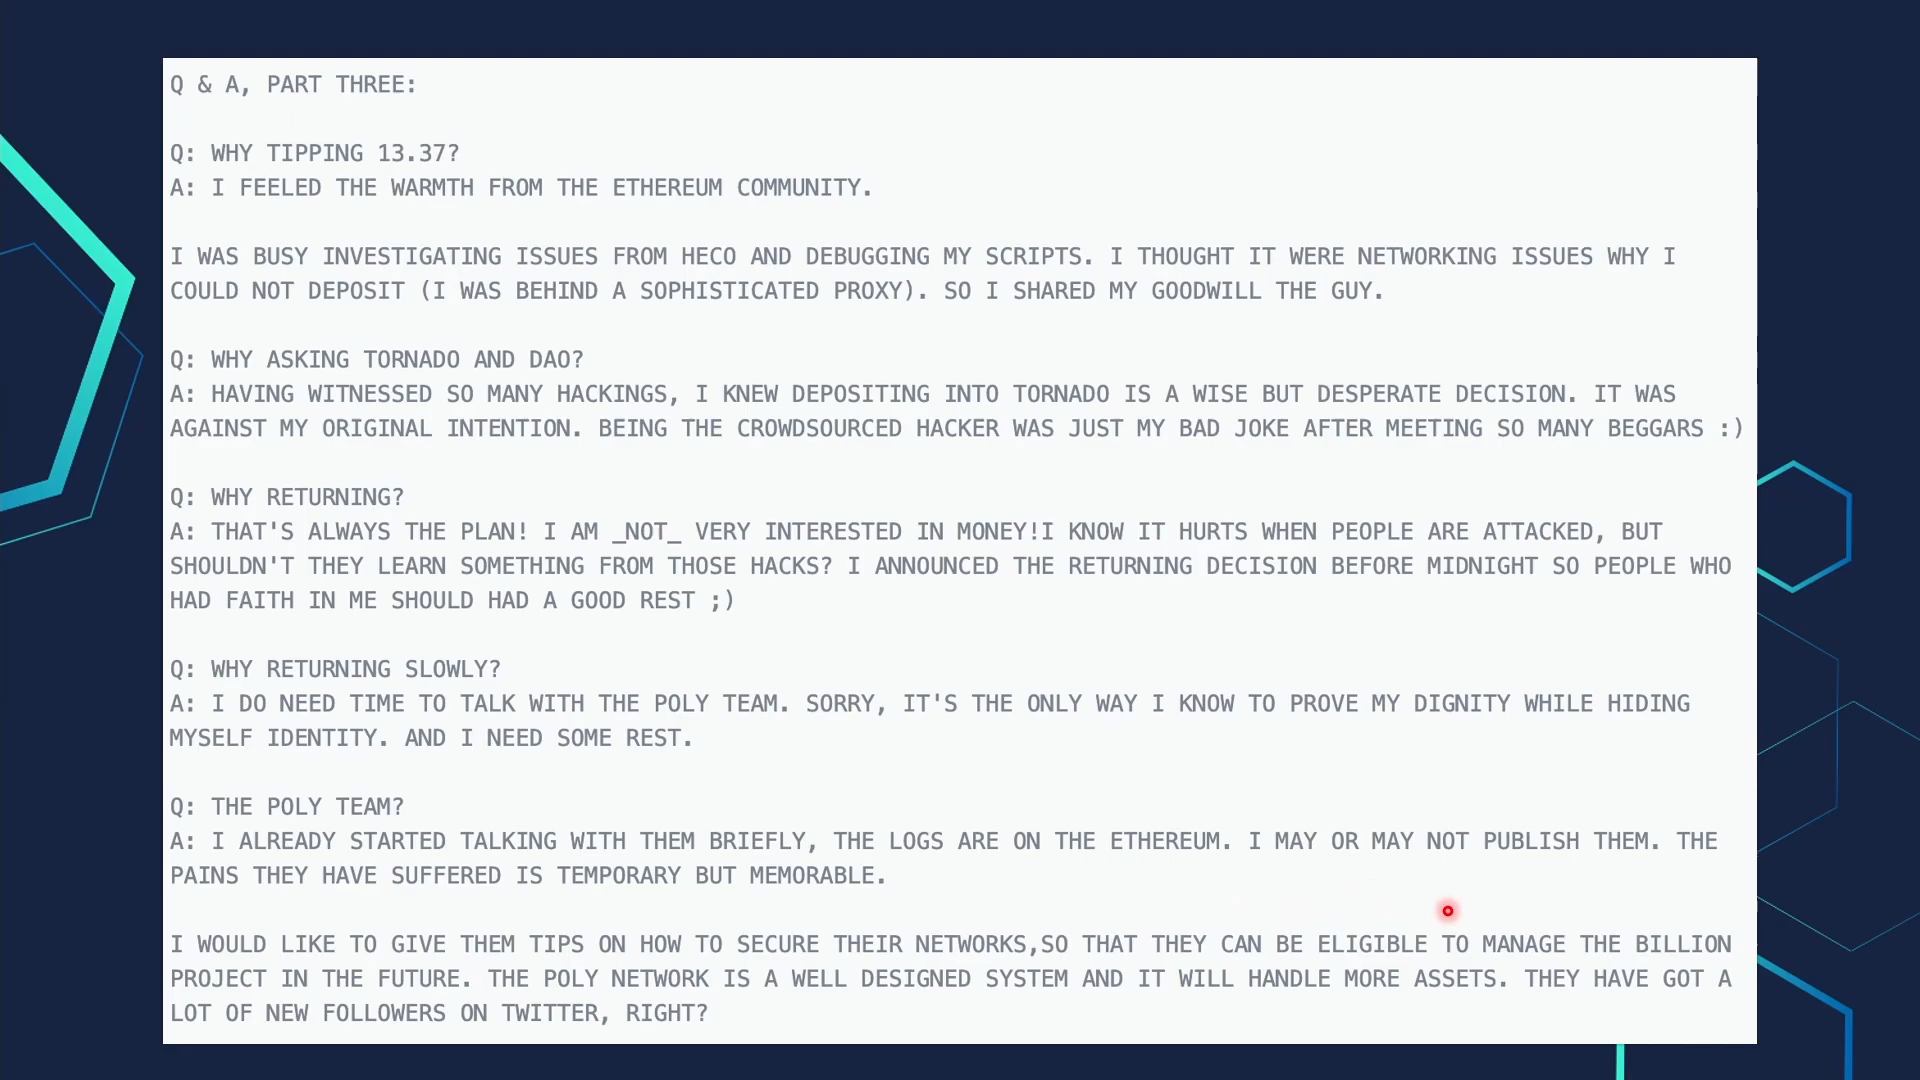 Q & A, PART THREE:
Q: WHY TIPPING 13.37?
A: I FEELED THE WARMTH FROM THE ETHEREUM COMMUNITY.
I WAS BUSY INVESTIGATING ISSUES FROM HECO AND DEBUGGING MY SCRIPTS. I THOUGHT IT WERE NETWORKING ISSUES WHY I
COULD NOT DEPOSIT (I WAS BEHIND A SOPHISTICATED PROXY). SO I SHARED MY GOODWILL THE GUY.
Q: WHY ASKING TORNADO AND DAO?
A: HAVING WITNESSED SO MANY HACKINGS, I KNEW DEPOSITING INTO TORNADO IS A WISE BUT DESPERATE DECISION. IT WAS
AGAINST MY ORIGINAL INTENTION. BEING THE CROWDSOURCED HACKER WAS JUST MY BAD JOKE AFTER MEETING SO MANY BEGGARS :)
Q: WHY RETURNING?
A: THAT'S ALWAYS THE PLAN! I AM _NOT_ VERY INTERESTED IN MONEY!I KNOW IT HURTS WHEN PEOPLE ARE ATTACKED, BUT
SHOULDN'T THEY LEARN SOMETHING FROM THOSE HACKS? I ANNOUNCED THE RETURNING DECISION BEFORE MIDNIGHT SO PEOPLE WHO
HAD FAITH IN ME SHOULD HAD A GOOD REST ;)
Q: WHY RETURNING SLOWLY?
A: I DO NEED TIME TO TALK WITH THE POLY TEAM. SORRY, IT'S THE ONLY WAY I KNOW TO PROVE MY DIGNITY WHILE HIDING
MYSELF IDENTITY. AND I NEED SOME REST.
Q: THE POLY TEAM?
A: I ALREADY STARTED TALKING WITH THEM BRIEFLY, THE LOGS ARE ON THE ETHEREUM. I MAY OR MAY NOT PUBLISH THEM. THE
PAINS THEY HAVE SUFFERED IS TEMPORARY BUT MEMORABLE.
I WOULD LIKE TO GIVE THEM TIPS ON HOW TO SECURE THEIR NETWORKS,SO THAT THEY CAN BE ELIGIBLE TO MANAGE THE BILLION
PROJECT IN THE FUTURE. THE POLY NETWORK IS A WELL DESIGNED SYSTEM AND IT WILL HANDLE MORE ASSETS. THEY HAVE GOT A
LOT OF NEW FOLLOWERS ON TWITTER, RIGHT?